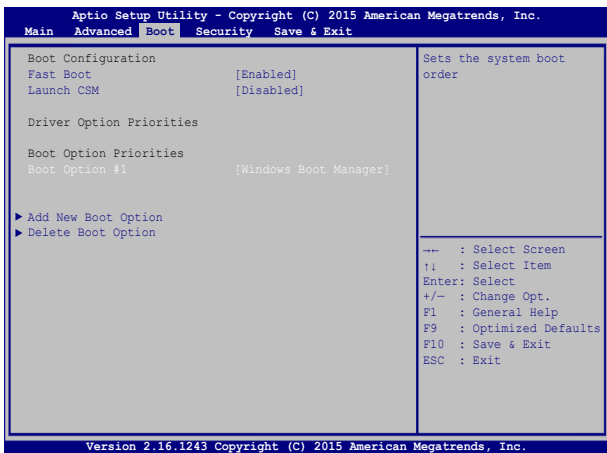 Aptio Setup Utility - Copyright (C) 2015 American Megatrends, Inc.
Main Advanced Boot Security Save & Exit
Boot Configuration
Fast Boot [Enabled]
Launch CSM [Disabled]
Driver Option Priorities
Boot Option Priorities
Boot Option #1 [Windows Boot Manager]
Add New Boot Option
Delete Boot Option
Sets the system boot
order
→← : Select Screen
↑↓ : Select Item
Enter: Select
+/— : Change Opt.
F1 : General Help
F9 : Optimized Defaults
F10 : Save & Exit
ESC : Exit
Version 2.16.1243 Copyright (C) 2015 American Megatrends, Inc.